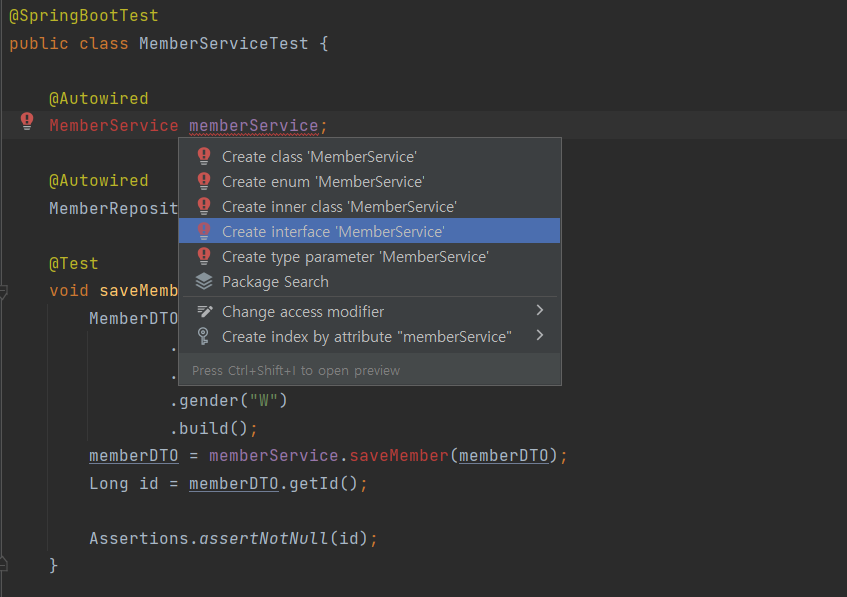 @SpringBootTest
public class MemberServiceTest {
@Autowired
MemberService memberService;
Create class 'MemberService'
@Autowired
Create enum 'MemberService'
MemberReposit
Create inner class 'MemberService'
Create interface 'MemberService'
Create type parameter 'MemberService'
@Test
Package Search
void saveMemb
Change access modifier
MemberDTO
Create index by attribute "memberService"
.
Press Ctrl+Shift+I to open preview
.
.gender("W")
.build();
memberDTO = memberService.saveMember(memberDTO);
Long id = memberDTO.getId();
Assertions.assertNotNull(id);
}